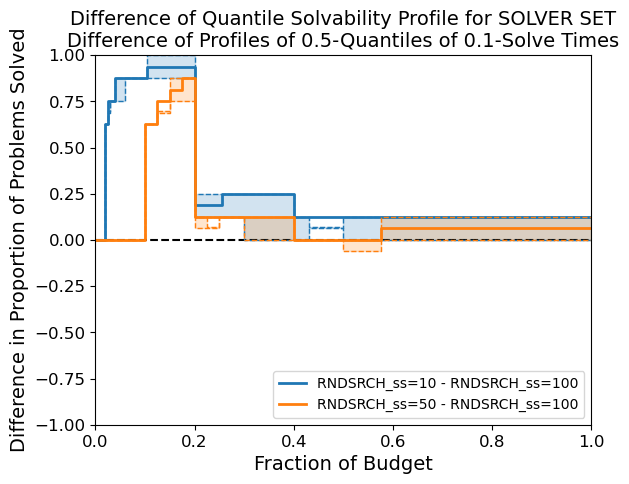 Difference of Quantile Solvability Profile for SOLVER SET
Difference of Profiles of 0.5-Quantiles of 0.1-Solve Times
Difference in Proportion of Problems Solved
1.00
0.75
0.50
0.25
0.00
−0.25
−0.50
−0.75
−1.00
RNDSRCH_ss=10 - RNDSRCH_ss=100
RNDSRCH_ss=50 - RNDSRCH_ss=100
0.0 0.2 0.4 0.6 0.8 1.0
Fraction of Budget